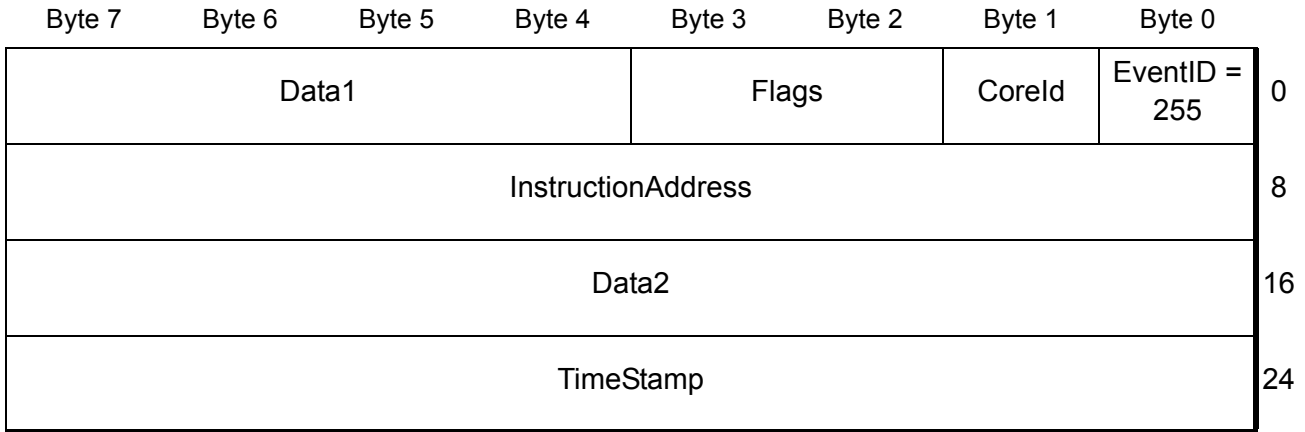 Byte 7 Byte 6 Byte 5 Byte 4 Byte 3 Byte 2 Byte 1 Byte 0
Data1 Flags CoreId EventID = 255 0
InstructionAddress 8
Data2 16
TimeStamp 24